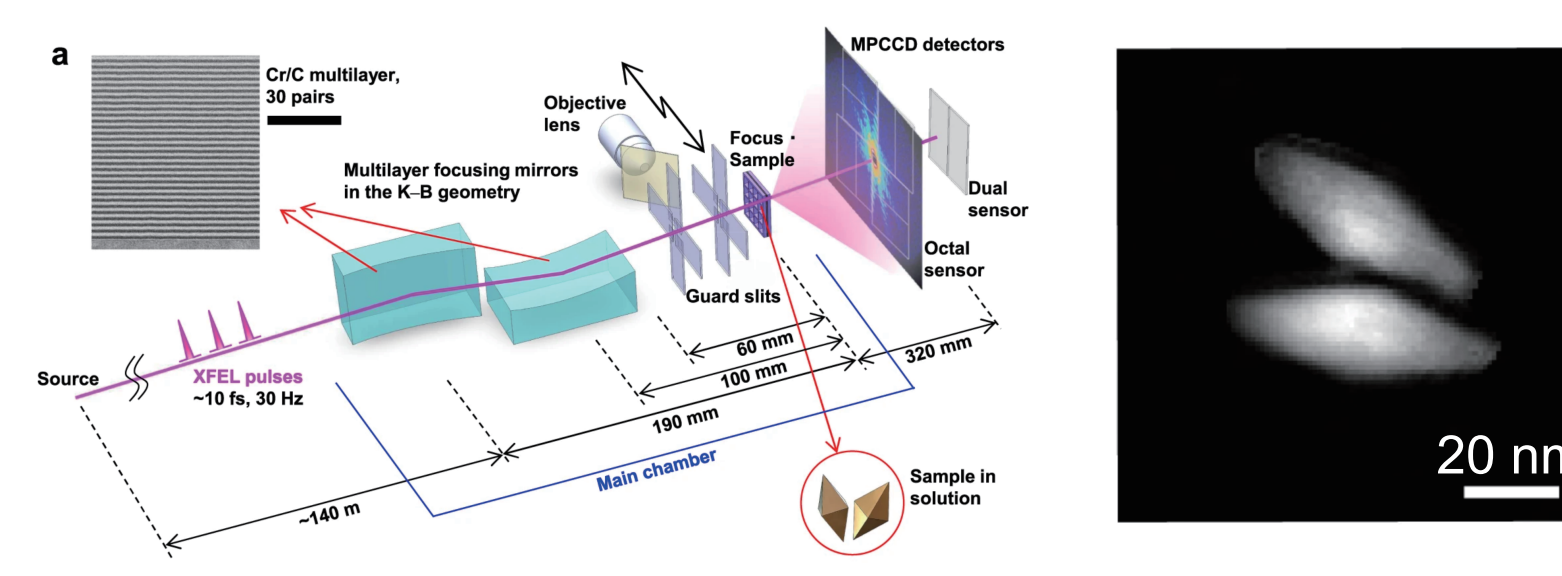 a
Cr/C multilayer,
30 pairs
Multilayer focusing mirrors
in the K–B geometry
Objective
lens
Focus ·
Sample
MPCCD detectors
Dual
sensor
Octal
sensor
Guard slits
Source
XFEL pulses
~10 fs, 30 Hz
60 mm
100 mm
190 mm
320 mm
~140 m
Main chamber
Sample in
solution
20 nm